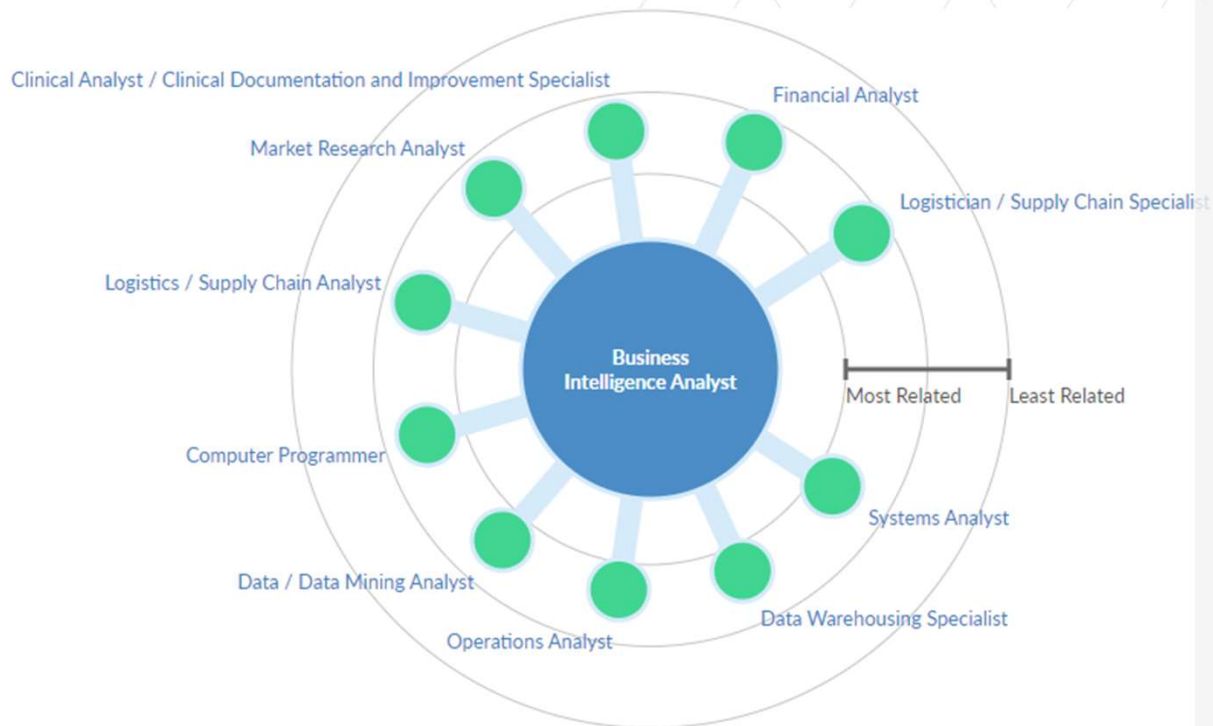 Clinical Analyst / Clinical Documentation and Improvement Specialist
Financial Analyst
Market Research Analyst
Logistician / Supply Chain Specialist
Logistics / Supply Chain Analyst
Business
Intelligence Analyst
Most Related
Least Related
Computer Programmer
Systems Analyst
Data / Data Mining Analyst
Data Warehousing Specialist
Operations Analyst